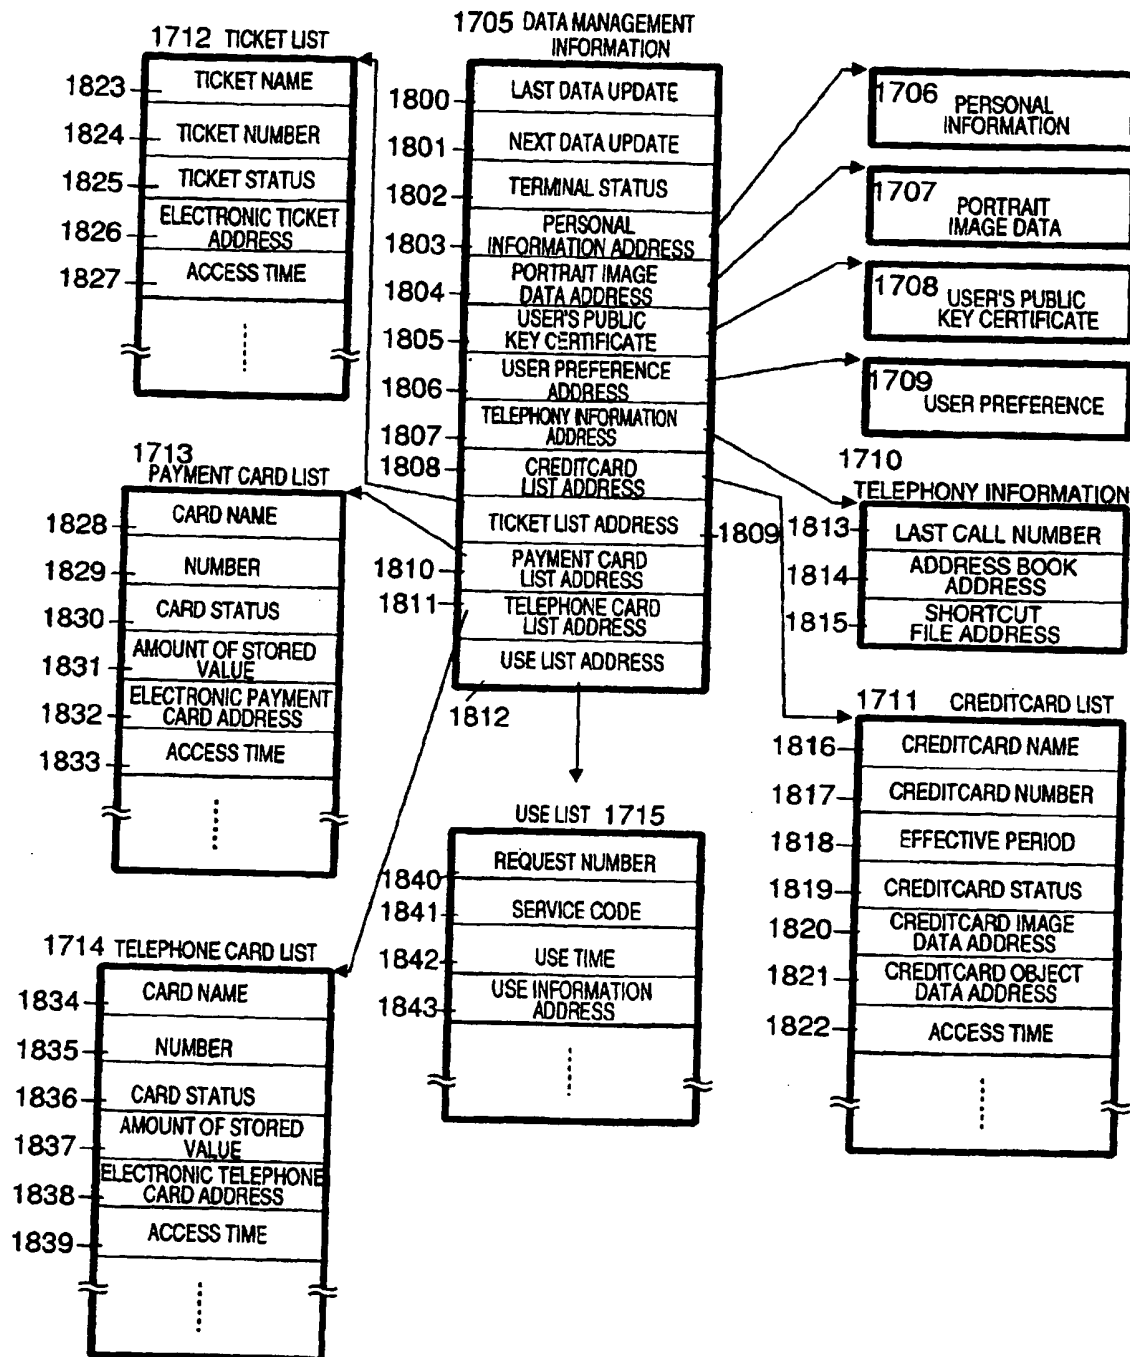 1712 TICKET LIST
1823 TICKET NAME
1824 TICKET NUMBER
1825 TICKET STATUS
1826 ELECTRONIC TICKET
ADDRESS
1827 ACCESS TIME
1713
PAYMENT CARD LIST
1828 CARD NAME
1829 NUMBER
1830 CARD STATUS
1831 AMOUNT OF STORED
VALUE
1832 ELECTRONIC PAYMENT
CARD ADDRESS
1833 ACCESS TIME
1714 TELEPHONE CARD LIST
1834 CARD NAME
1835 NUMBER
1836 CARD STATUS
1837 AMOUNT OF STORED
VALUE
1838 ELECTRONIC TELEPHONE
CARD ADDRESS
1839 ACCESS TIME
1705 DATA MANAGEMENT
INFORMATION
1800 LAST DATA UPDATE
1801 NEXT DATA UPDATE
1802 TERMINAL STATUS
1803 PERSONAL
INFORMATION ADDRESS
1804 PORTRAIT IMAGE
DATA ADDRESS
1805 USER'S PUBLIC
KEY CERTIFICATE
1806 USER PREFERENCE
ADDRESS
1807 TELEPHONY INFORMATION
ADDRESS
1808 CREDITCARD
LIST ADDRESS
TICKET LIST ADDRESS 1809
1810 PAYMENT CARD
LIST ADDRESS
1811 TELEPHONE CARD
LIST ADDRESS
USE LIST ADDRESS
1812
USE LIST 1715
1840 REQUEST NUMBER
1841 SERVICE CODE
1842 USE TIME
1843 USE INFORMATION
ADDRESS
1706 PERSONAL
INFORMATION
1707 PORTRAIT
IMAGE DATA
1708 USER'S PUBLIC
KEY CERTIFICATE
1709
USER PREFERENCE
1710
TELEPHONY INFORMATION
1813 LAST CALL NUMBER
1814 ADDRESS BOOK
ADDRESS
1815 SHORTCUT
FILE ADDRESS
1711 CREDITCARD LIST
1816 CREDITCARD NAME
1817 CREDITCARD NUMBER
1818 EFFECTIVE PERIOD
1819 CREDITCARD STATUS
1820 CREDITCARD IMAGE
DATA ADDRESS
1821 CREDITCARD OBJECT
DATA ADDRESS
1822 ACCESS TIME